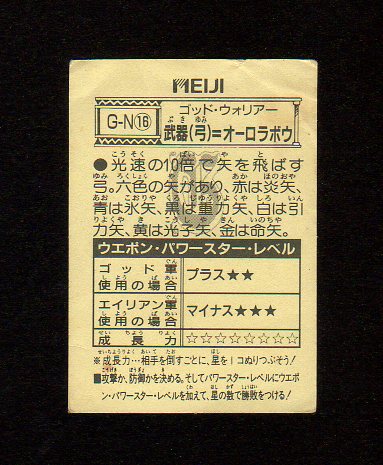 MEIJI
G-N⑯
ゴッド・ウォリアー
武器(弓)=オーロラボウ
●光速の10倍で矢を飛ばす
弓。六色の矢があり、赤は炎矢、
青は氷矢、黒は重力矢、白は引
力矢、黄は光子矢、金は命矢。
ウエポン・パワースター・レベル
ゴッド軍
使用の場合
プラス★★
エイリアン軍
使用の場合
マイナス★★★
成長力
☆☆☆☆☆☆☆☆
※成長力…相手を倒すごとに、星を1コぬりつぶそう!
■攻撃か、防御かを決める。そしてパワースター・レベルにウエポ
ン・パワースター・レベルを加えて、星の数で勝敗をつける!